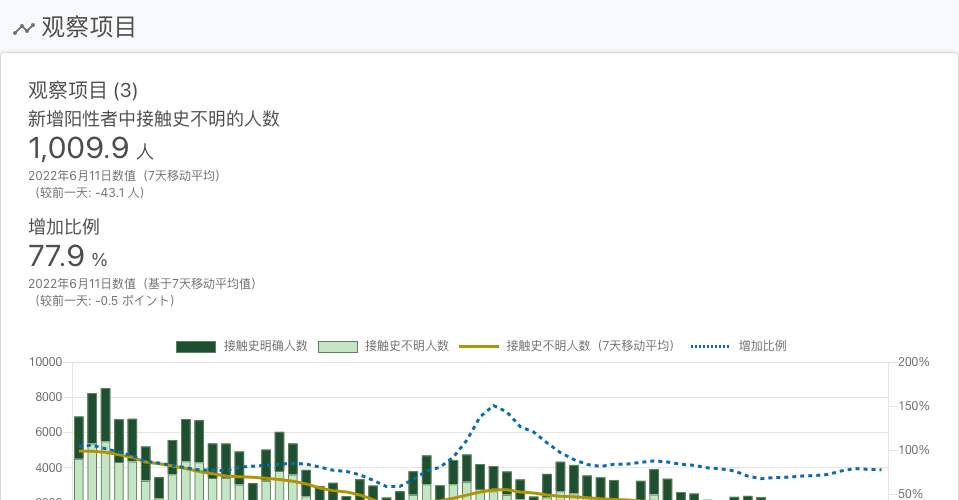 观察项目
观察项目 (3)
新增阳性者中接触史不明的人数
1,009.9 人
2022年6月11日数值（7天移动平均）
（较前一天: -43.1 人）
增加比例
77.9 %
2022年6月11日数值（基于7天移动平均值）
（较前一天: -0.5 ポイント）
接触史明确人数 接触史不明人数 接触史不明人数（7天移动平均） 增加比例
10000 200%
8000
150%
6000
100%
4000
50%